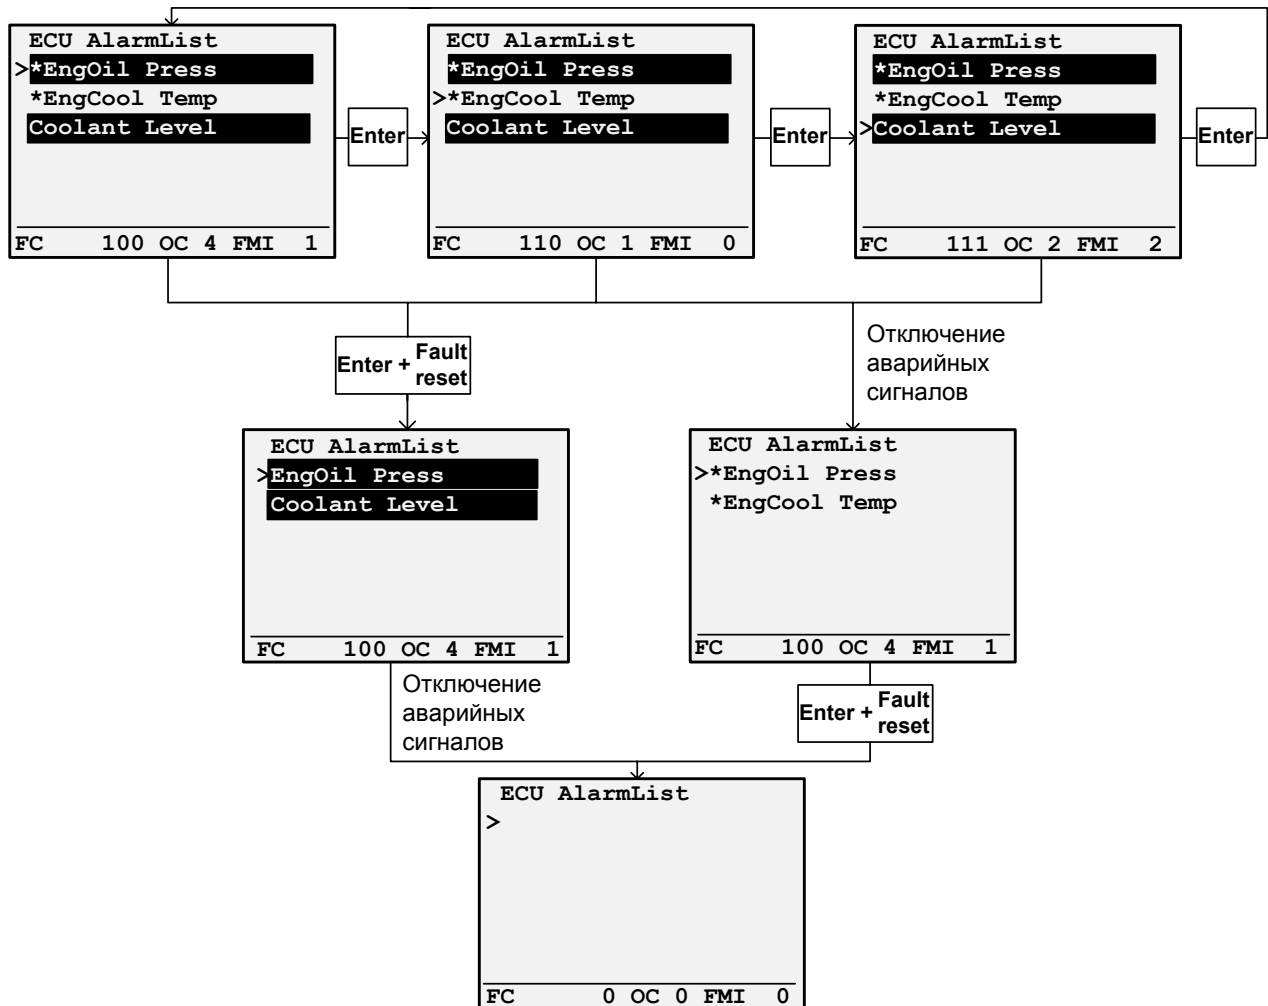 ECU AlarmList
>*EngOil Press
*EngCool Temp
Coolant Level
FC 100 OC 4 FMI 1
Enter
ECU AlarmList
*EngOil Press
>*EngCool Temp
Coolant Level
FC 110 OC 1 FMI 0
Enter
ECU AlarmList
*EngOil Press
*EngCool Temp
>Coolant Level
FC 111 OC 2 FMI 2
Enter
Enter + Fault
reset
Отключение
аварийных
сигналов
ECU AlarmList
>EngOil Press
Coolant Level
FC 100 OC 4 FMI 1
ECU AlarmList
>*EngOil Press
*EngCool Temp
FC 100 OC 4 FMI 1
Отключение
аварийных
сигналов
Enter + Fault
reset
ECU AlarmList
>
FC 0 OC 0 FMI 0